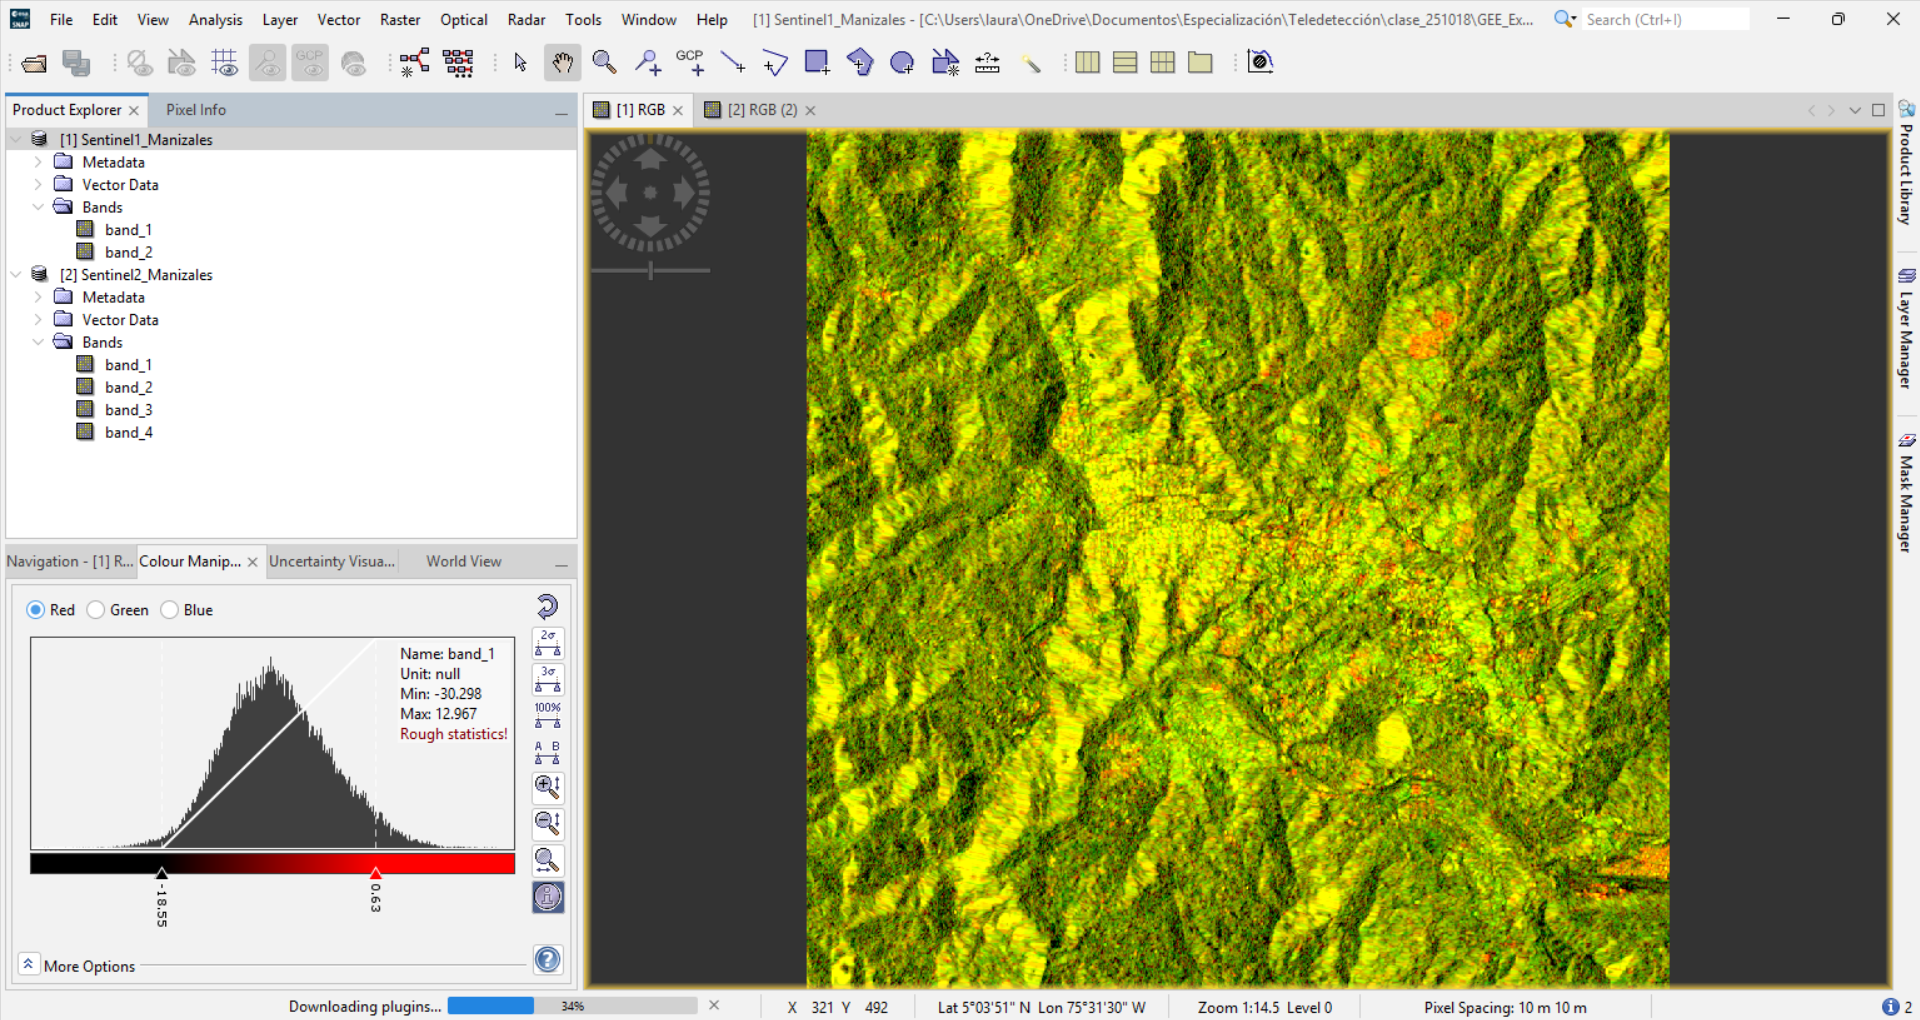 File Edit View Analysis Layer Vector Raster Optical Radar Tools Window Help [1] Sentinel1_Manizales - [C:\Users\laura\OneDrive\Documentos\Especialización\Teledetección\clase_251018\GEE_Ex... Search (Ctrl+I)
GCP GCP
Product Explorer Pixel Info
[1] RGB [2] RGB (2)
[1] Sentinel1_Manizales
Metadata
Vector Data
Bands
band_1
band_2
[2] Sentinel2_Manizales
Metadata
Vector Data
Bands
band_1
band_2
band_3
band_4
Product Library
Layer Manager
Mask Manager
Navigation - [1] R... Colour Manip... Uncertainty Visua... World View
Red Green Blue
Name: band_1
Unit: null
Min: -30.298
Max: 12.967
Rough statistics!
2σ
3σ
100%
A B
-18.55
0.63
More Options
Downloading plugins... 34% X 321 Y 492 Lat 5°03'51" N Lon 75°31'30" W Zoom 1:14.5 Level 0 Pixel Spacing: 10 m 10 m 2